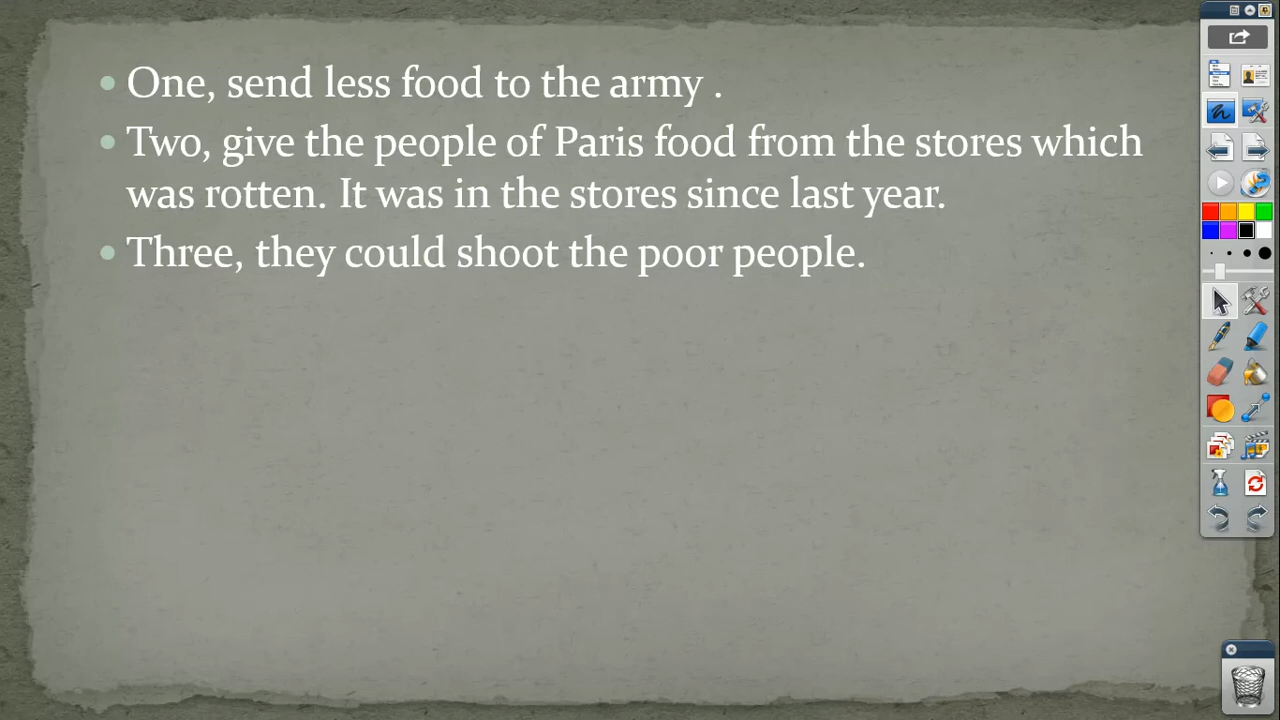 One, send less food to the army .
Two, give the people of Paris food from the stores which
was rotten. It was in the stores since last year.
Three, they could shoot the poor people.